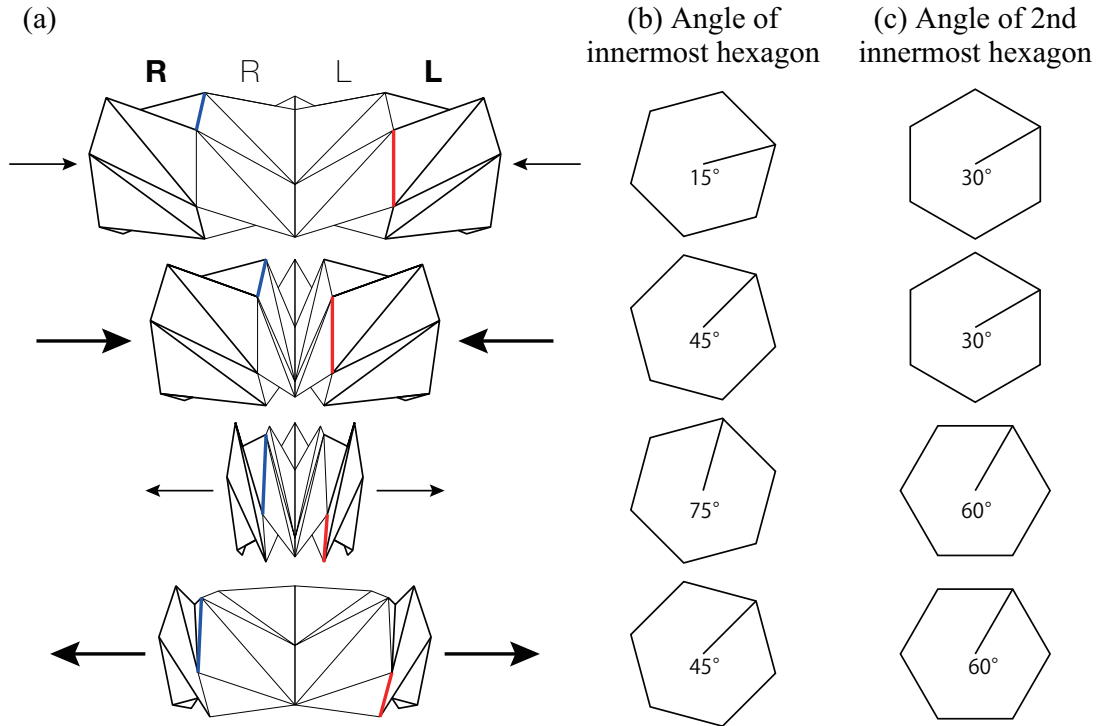 (a)
(b) Angle of
innermost hexagon
(c) Angle of 2nd
innermost hexagon
R R L L
15°
30°
45°
30°
75°
60°
45°
60°